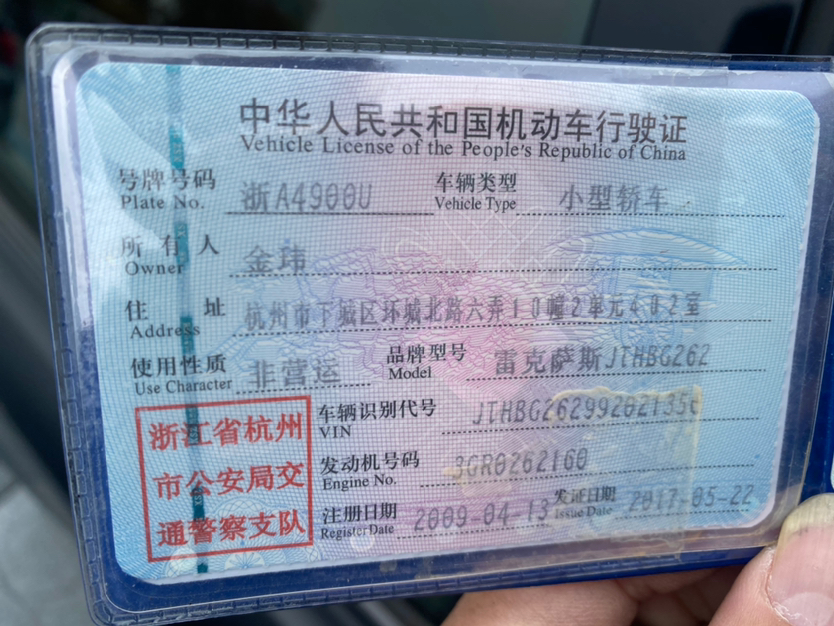 中华人民共和国机动车行驶证
Vehicle License of the People's Republic of China
号牌号码 浙A4900U 车辆类型 小型轿车
Plate No. Vehicle Type
所有人 金玮
Owner
住址 杭州市下城区环城北路六弄10幢2单元402室
Address
使用性质 非营运 品牌型号 雷克萨斯JTHBG262
Use Character Model
浙江省杭州 车辆识别代号 JTHBG26299202135
VIN
市公安局交 发动机号码 3GR0262160
Engine No.
通警察支队 注册日期 2009-04-13 发证日期 2017-05-22
Register Date Issue Date